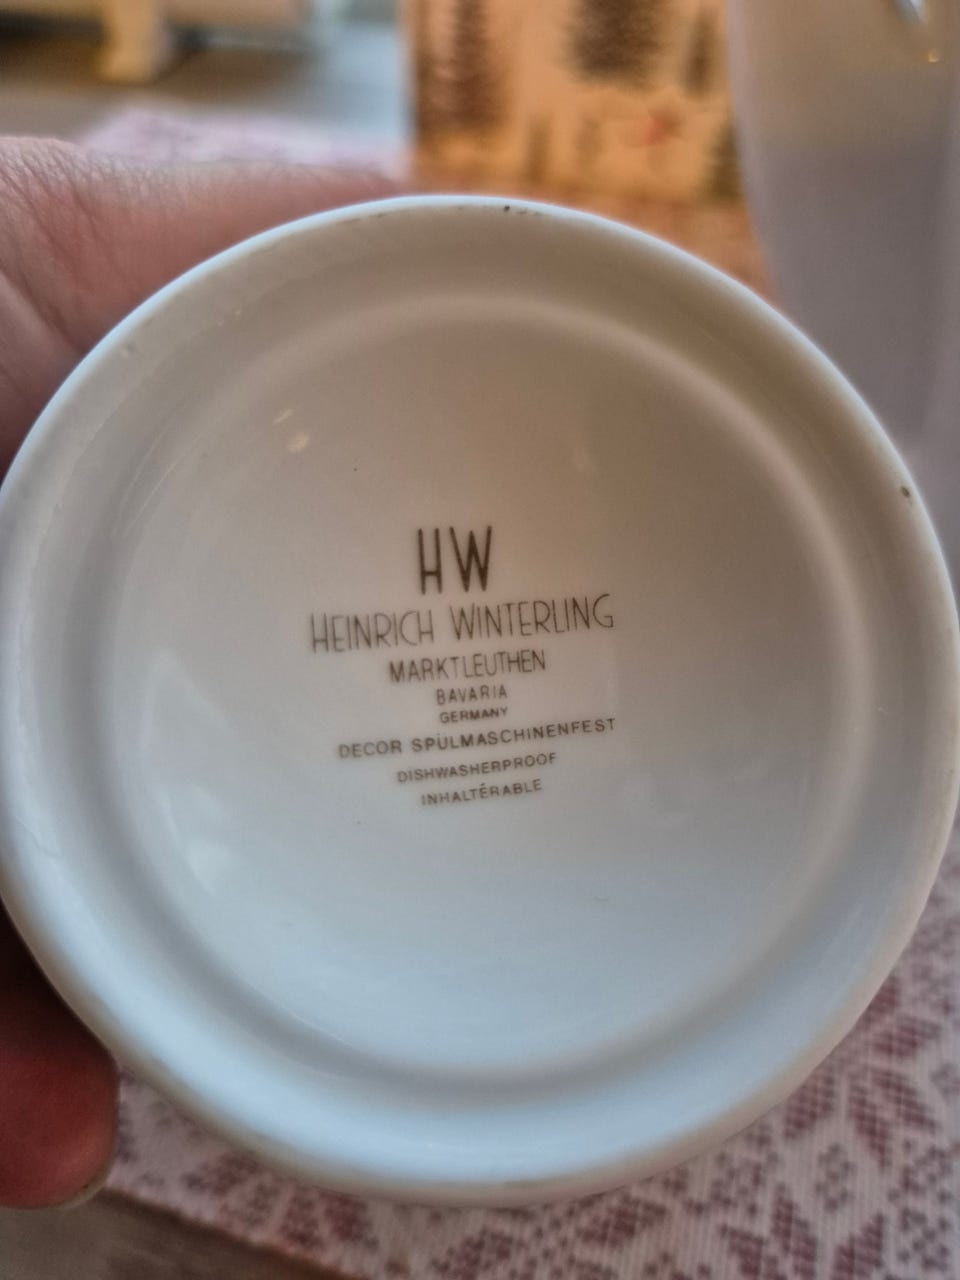 HW
HEINRICH WINTERLING
MARKTLEUTHEN
BAVARIA
GERMANY
DECOR SPÜLMASCHINENFEST
DISHWASHERPROOF
INHALTÉRABLE